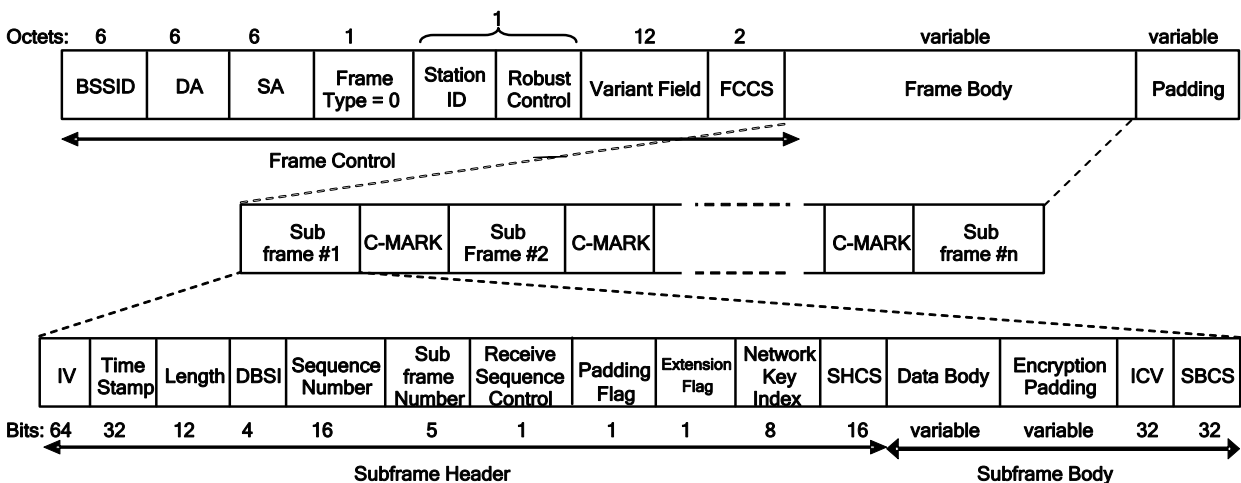 1
Octets: 6 6 6 1 12 2 variable variable
BSSID DA SA Frame Type = 0 Station ID Robust Control Variant Field FCCS Frame Body Padding
Frame Control
Sub frame #1 C-MARK Sub Frame #2 C-MARK C-MARK Sub frame #n
IV Time Stamp Length DBSI Sequence Number Sub frame Number Receive Sequence Control Padding Flag Extension Flag Network Key Index SHCS Data Body Encryption Padding ICV SBCS
Bits: 64 32 12 4 16 5 1 1 1 8 16 variable variable 32 32
Subframe Header Subframe Body